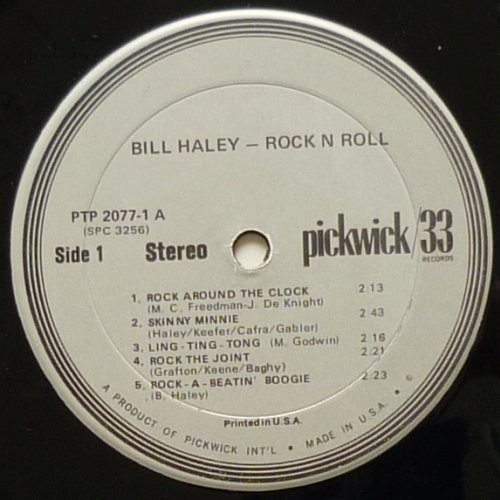 BILL HALEY – ROCK N ROLL
PTP 2077-1 A
(SPC 3256)
Side 1 Stereo
pickwick/33
RECORDS
1. ROCK AROUND THE CLOCK 2:13
(M. C. Freedman-J. De Knight)
2. SKINNY MINNIE 2:43
(Haley/Keefer/Cafra/Gabler)
3. LING-TING-TONG (M. Godwin) 2:16
4. ROCK THE JOINT 2:21
(Grafton/Keene/Baghy)
5. ROCK-A-BEATIN' BOOGIE 2:23
(B. Haley)
Printed in U.S.A.
A PRODUCT OF PICKWICK INT'L • MADE IN U.S.A. • ©